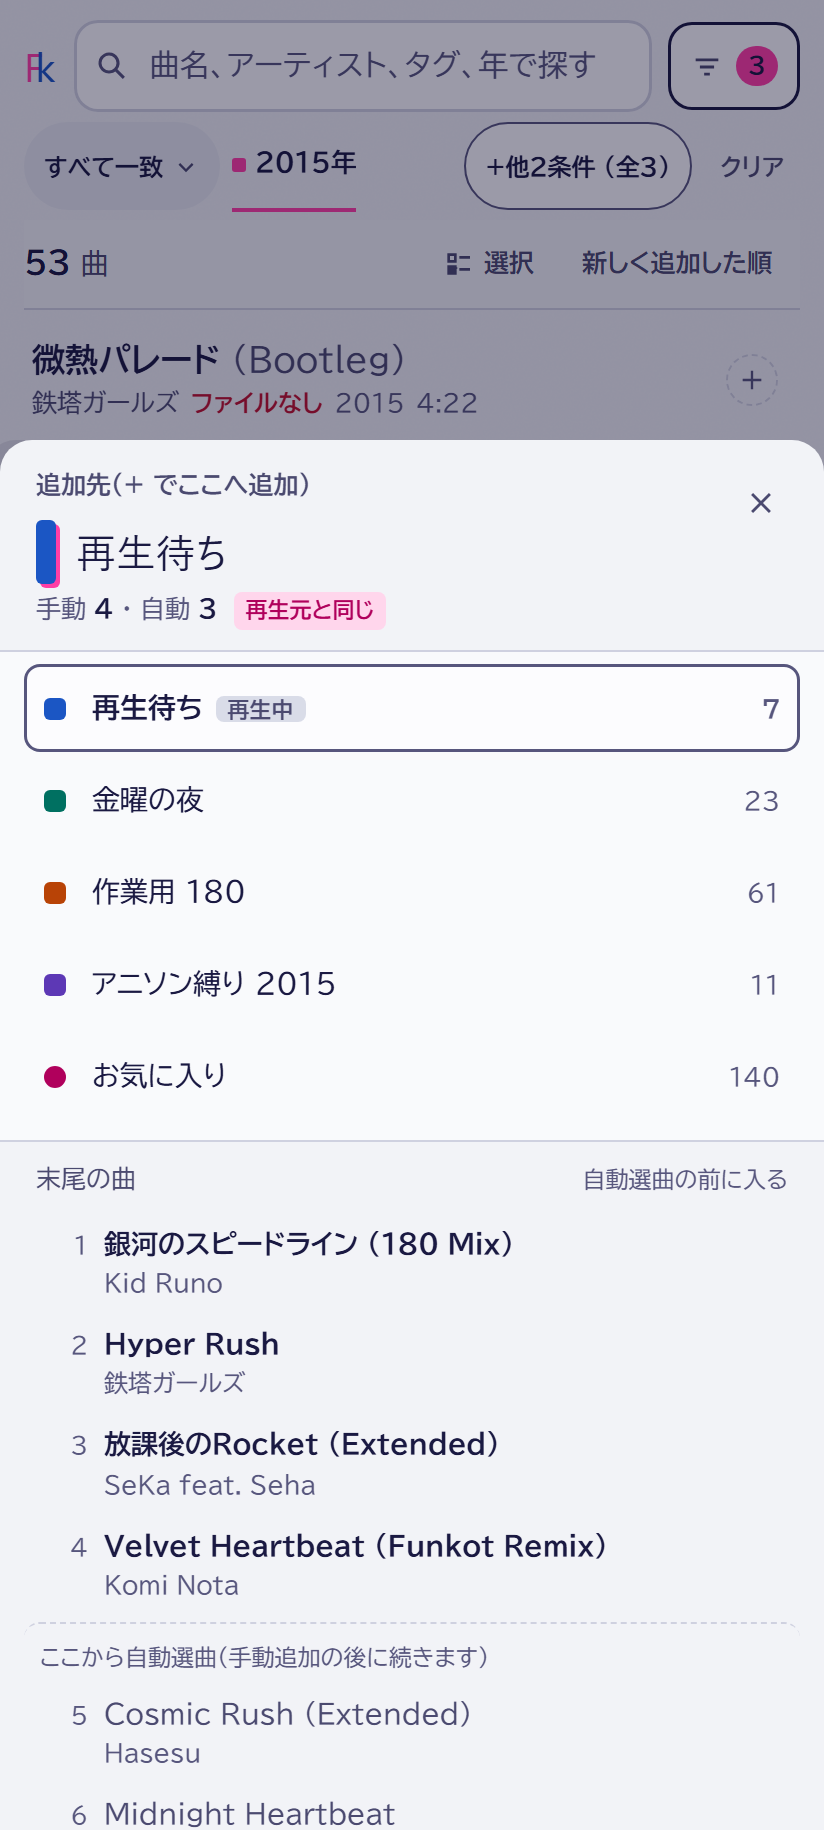 Fk 曲名、アーティスト、タグ、年で探す 3
すべて一致 2015年 +他2条件（全3） クリア
53 曲 選択 新しく追加した順
微熱パレード（Bootleg）
鉄塔ガールズ ファイルなし 2015 4:22
追加先(+ でここへ追加)
再生待ち
手動 4・自動 3 再生元と同じ
再生待ち 再生中 7
金曜の夜 23
作業用 180 61
アニソン縛り 2015 11
お気に入り 140
末尾の曲 自動選曲の前に入る
1 銀河のスピードライン（180 Mix）
Kid Runo
2 Hyper Rush
鉄塔ガールズ
3 放課後のRocket（Extended）
SeKa feat. Seha
4 Velvet Heartbeat（Funkot Remix）
Komi Nota
ここから自動選曲(手動追加の後に続きます)
5 Cosmic Rush（Extended）
Hasesu
6 Midnight Heartbeat